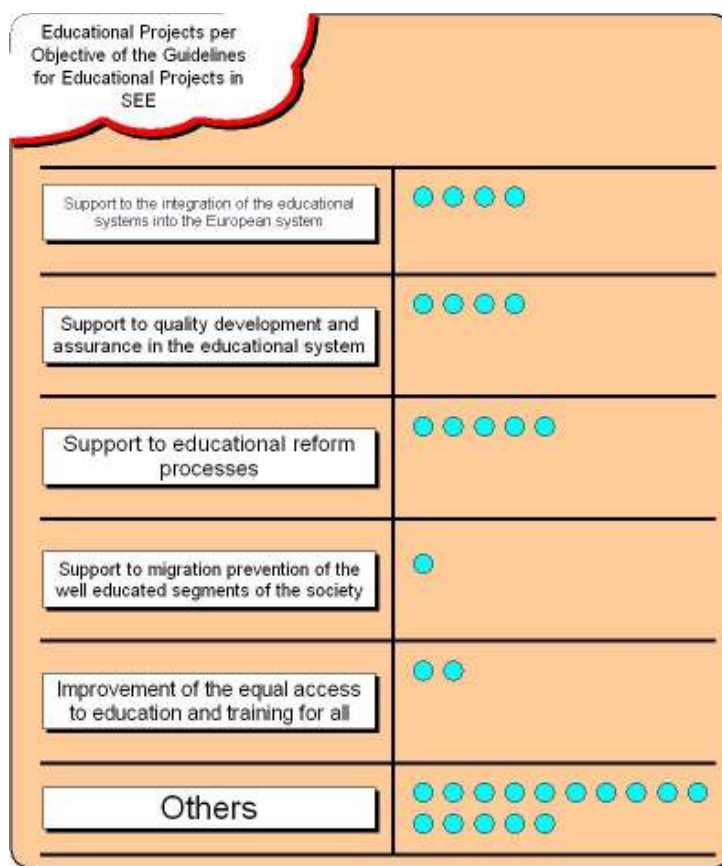 Educational Projects per
Objective of the Guidelines
for Educational Projects in
SEE
Support to the integration of the educational
systems into the European system
Support to quality development and
assurance in the educational system
Support to educational reform
processes
Support to migration prevention of the
well educated segments of the society
Improvement of the equal access
to education and training for all
Others